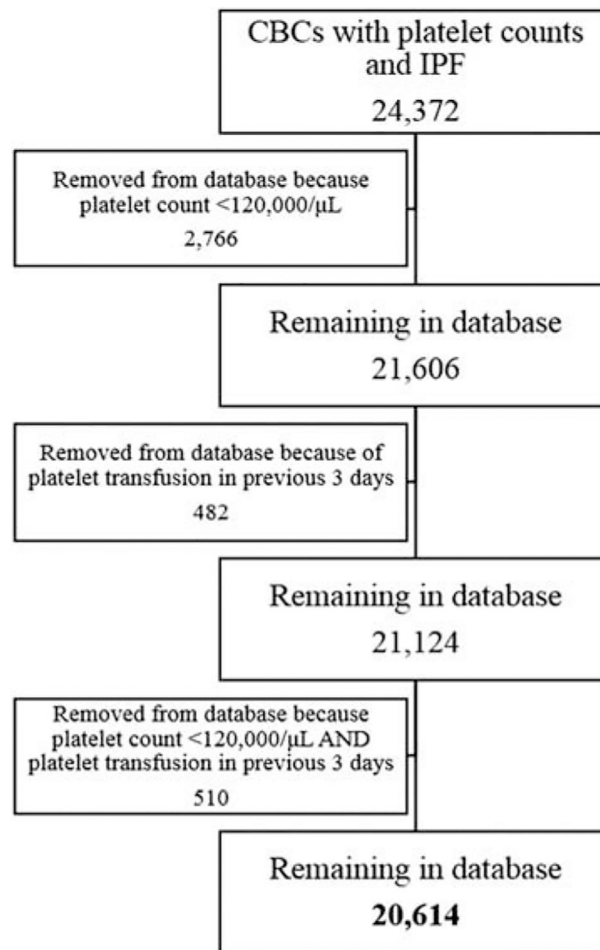 CBCs with platelet counts
and IPF
24,372
Removed from database because
platelet count <120,000/μL
2,766
Remaining in database
21,606
Removed from database because of
platelet transfusion in previous 3 days
482
Remaining in database
21,124
Removed from database because
platelet count <120,000/μL AND
platelet transfusion in previous 3 days
510
Remaining in database
20,614